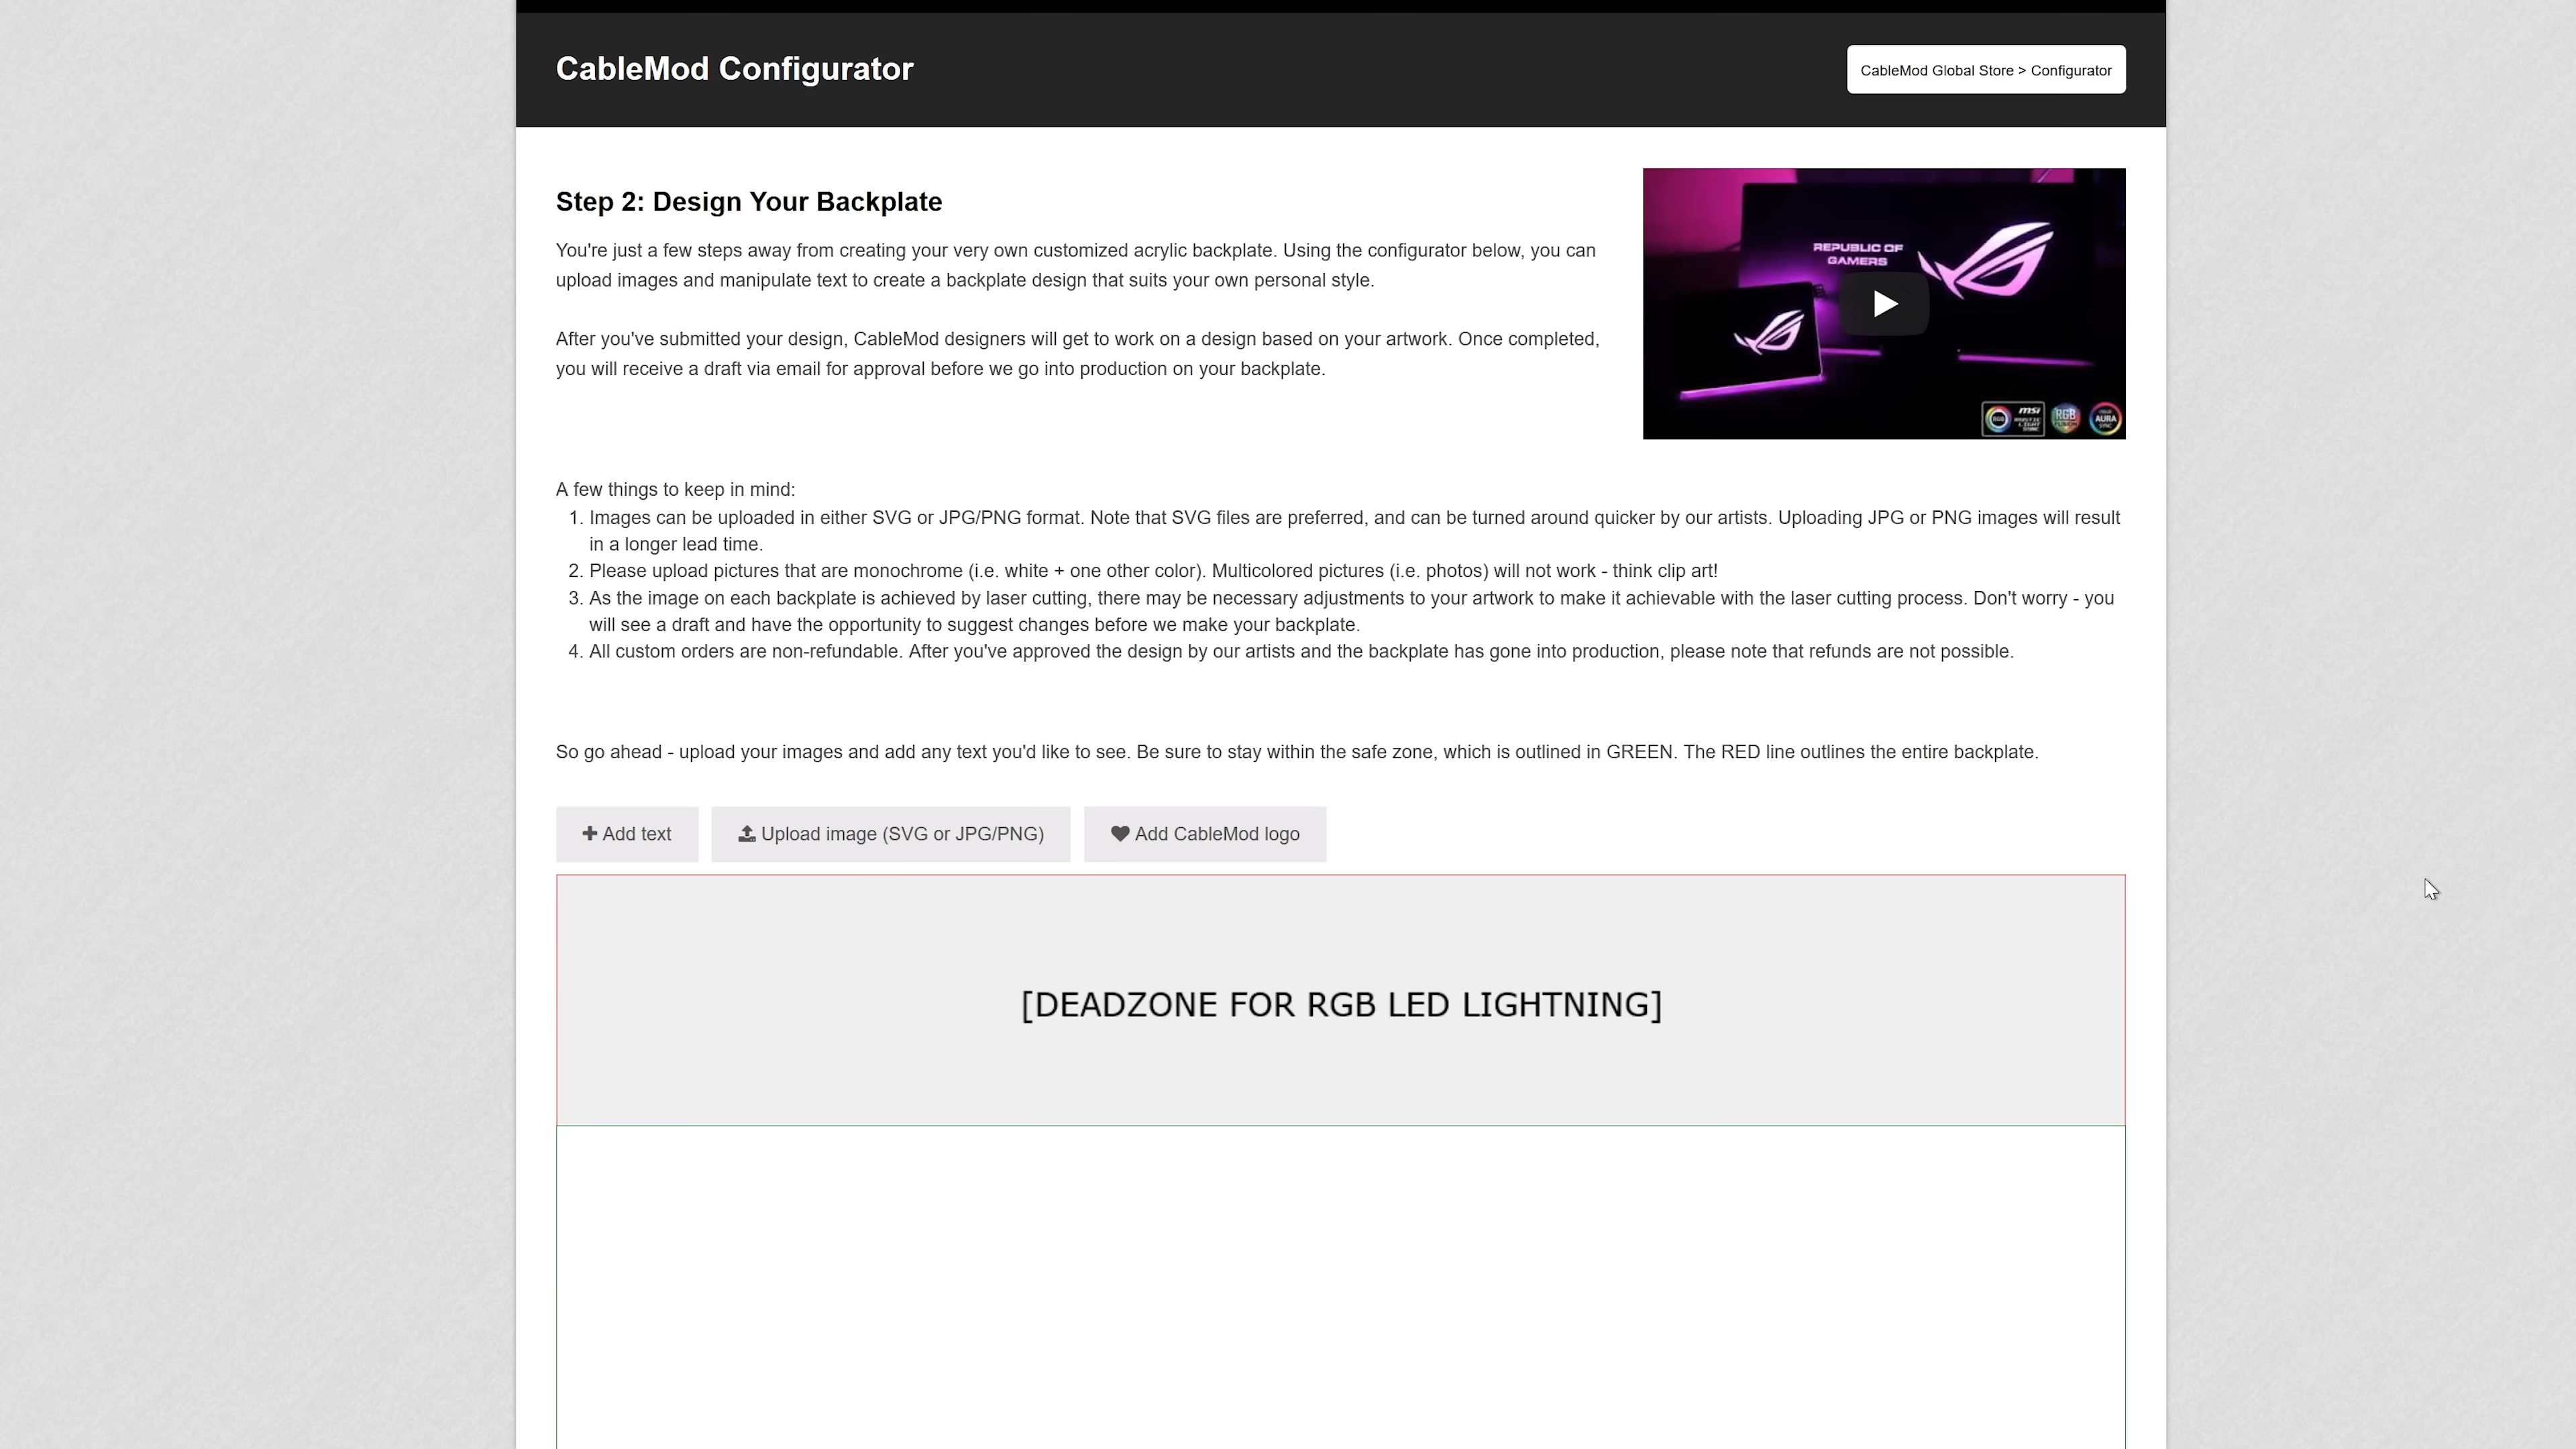 CableMod Configurator
CableMod Global Store > Configurator
Step 2: Design Your Backplate
You're just a few steps away from creating your very own customized acrylic backplate. Using the configurator below, you can
upload images and manipulate text to create a backplate design that suits your own personal style.
After you've submitted your design, CableMod designers will get to work on a design based on your artwork. Once completed,
you will receive a draft via email for approval before we go into production on your backplate.
REPUBLIC OF
GAMERS
RGB
msi
MYSTIC
LIGHT
SYNC
RGB
FUSION
AURA
SYNC
A few things to keep in mind:
1. Images can be uploaded in either SVG or JPG/PNG format. Note that SVG files are preferred, and can be turned around quicker by our artists. Uploading JPG or PNG images will result
in a longer lead time.
2. Please upload pictures that are monochrome (i.e. white + one other color). Multicolored pictures (i.e. photos) will not work - think clip art!
3. As the image on each backplate is achieved by laser cutting, there may be necessary adjustments to your artwork to make it achievable with the laser cutting process. Don't worry - you
will see a draft and have the opportunity to suggest changes before we make your backplate.
4. All custom orders are non-refundable. After you've approved the design by our artists and the backplate has gone into production, please note that refunds are not possible.
So go ahead - upload your images and add any text you'd like to see. Be sure to stay within the safe zone, which is outlined in GREEN. The RED line outlines the entire backplate.
Add text
Upload image (SVG or JPG/PNG)
Add CableMod logo
[DEADZONE FOR RGB LED LIGHTNING]